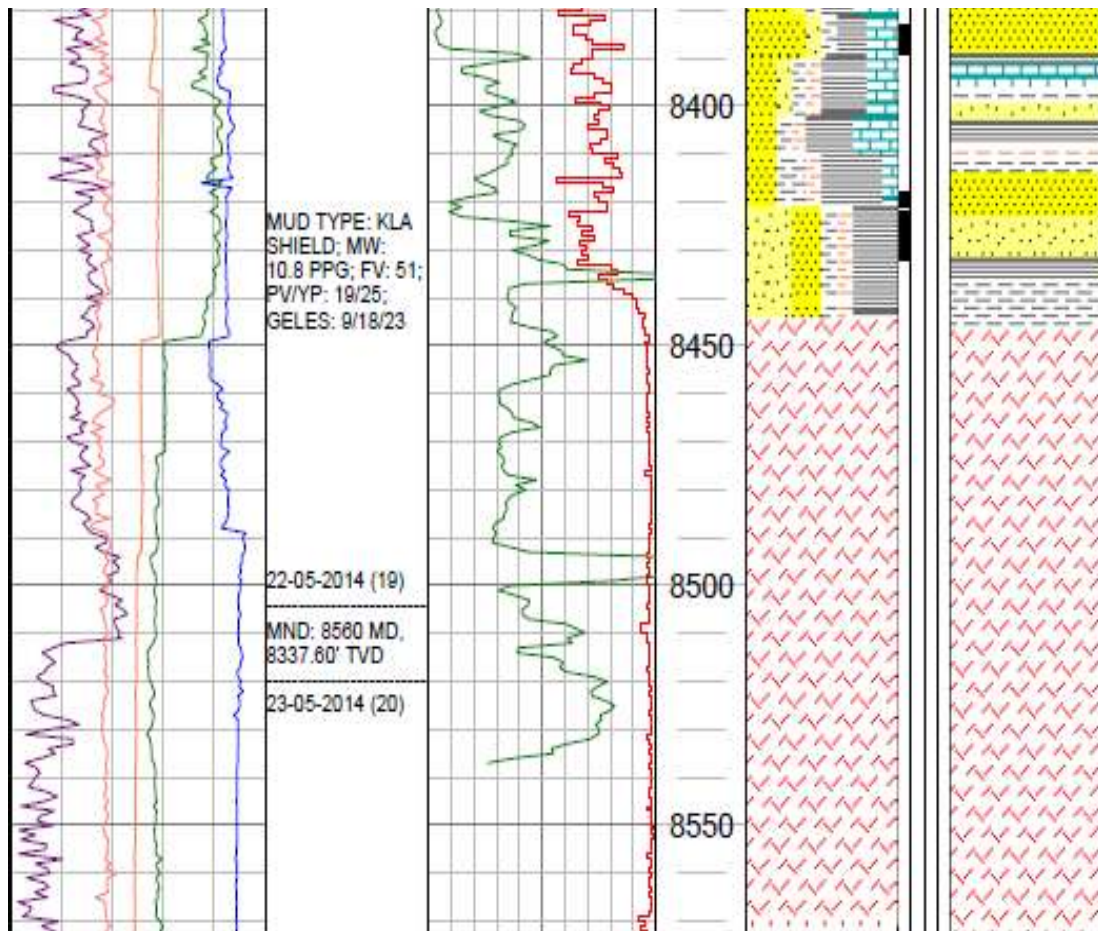 8400
MUD TYPE: KLA
SHIELD; MW:
10.8 PPG; FV: 51;
PV/YP: 19/25;
GELES: 9/18/23
8450
22-05-2014 (19)
8500
MND: 8560 MD,
8337.60' TVD
23-05-2014 (20)
8550